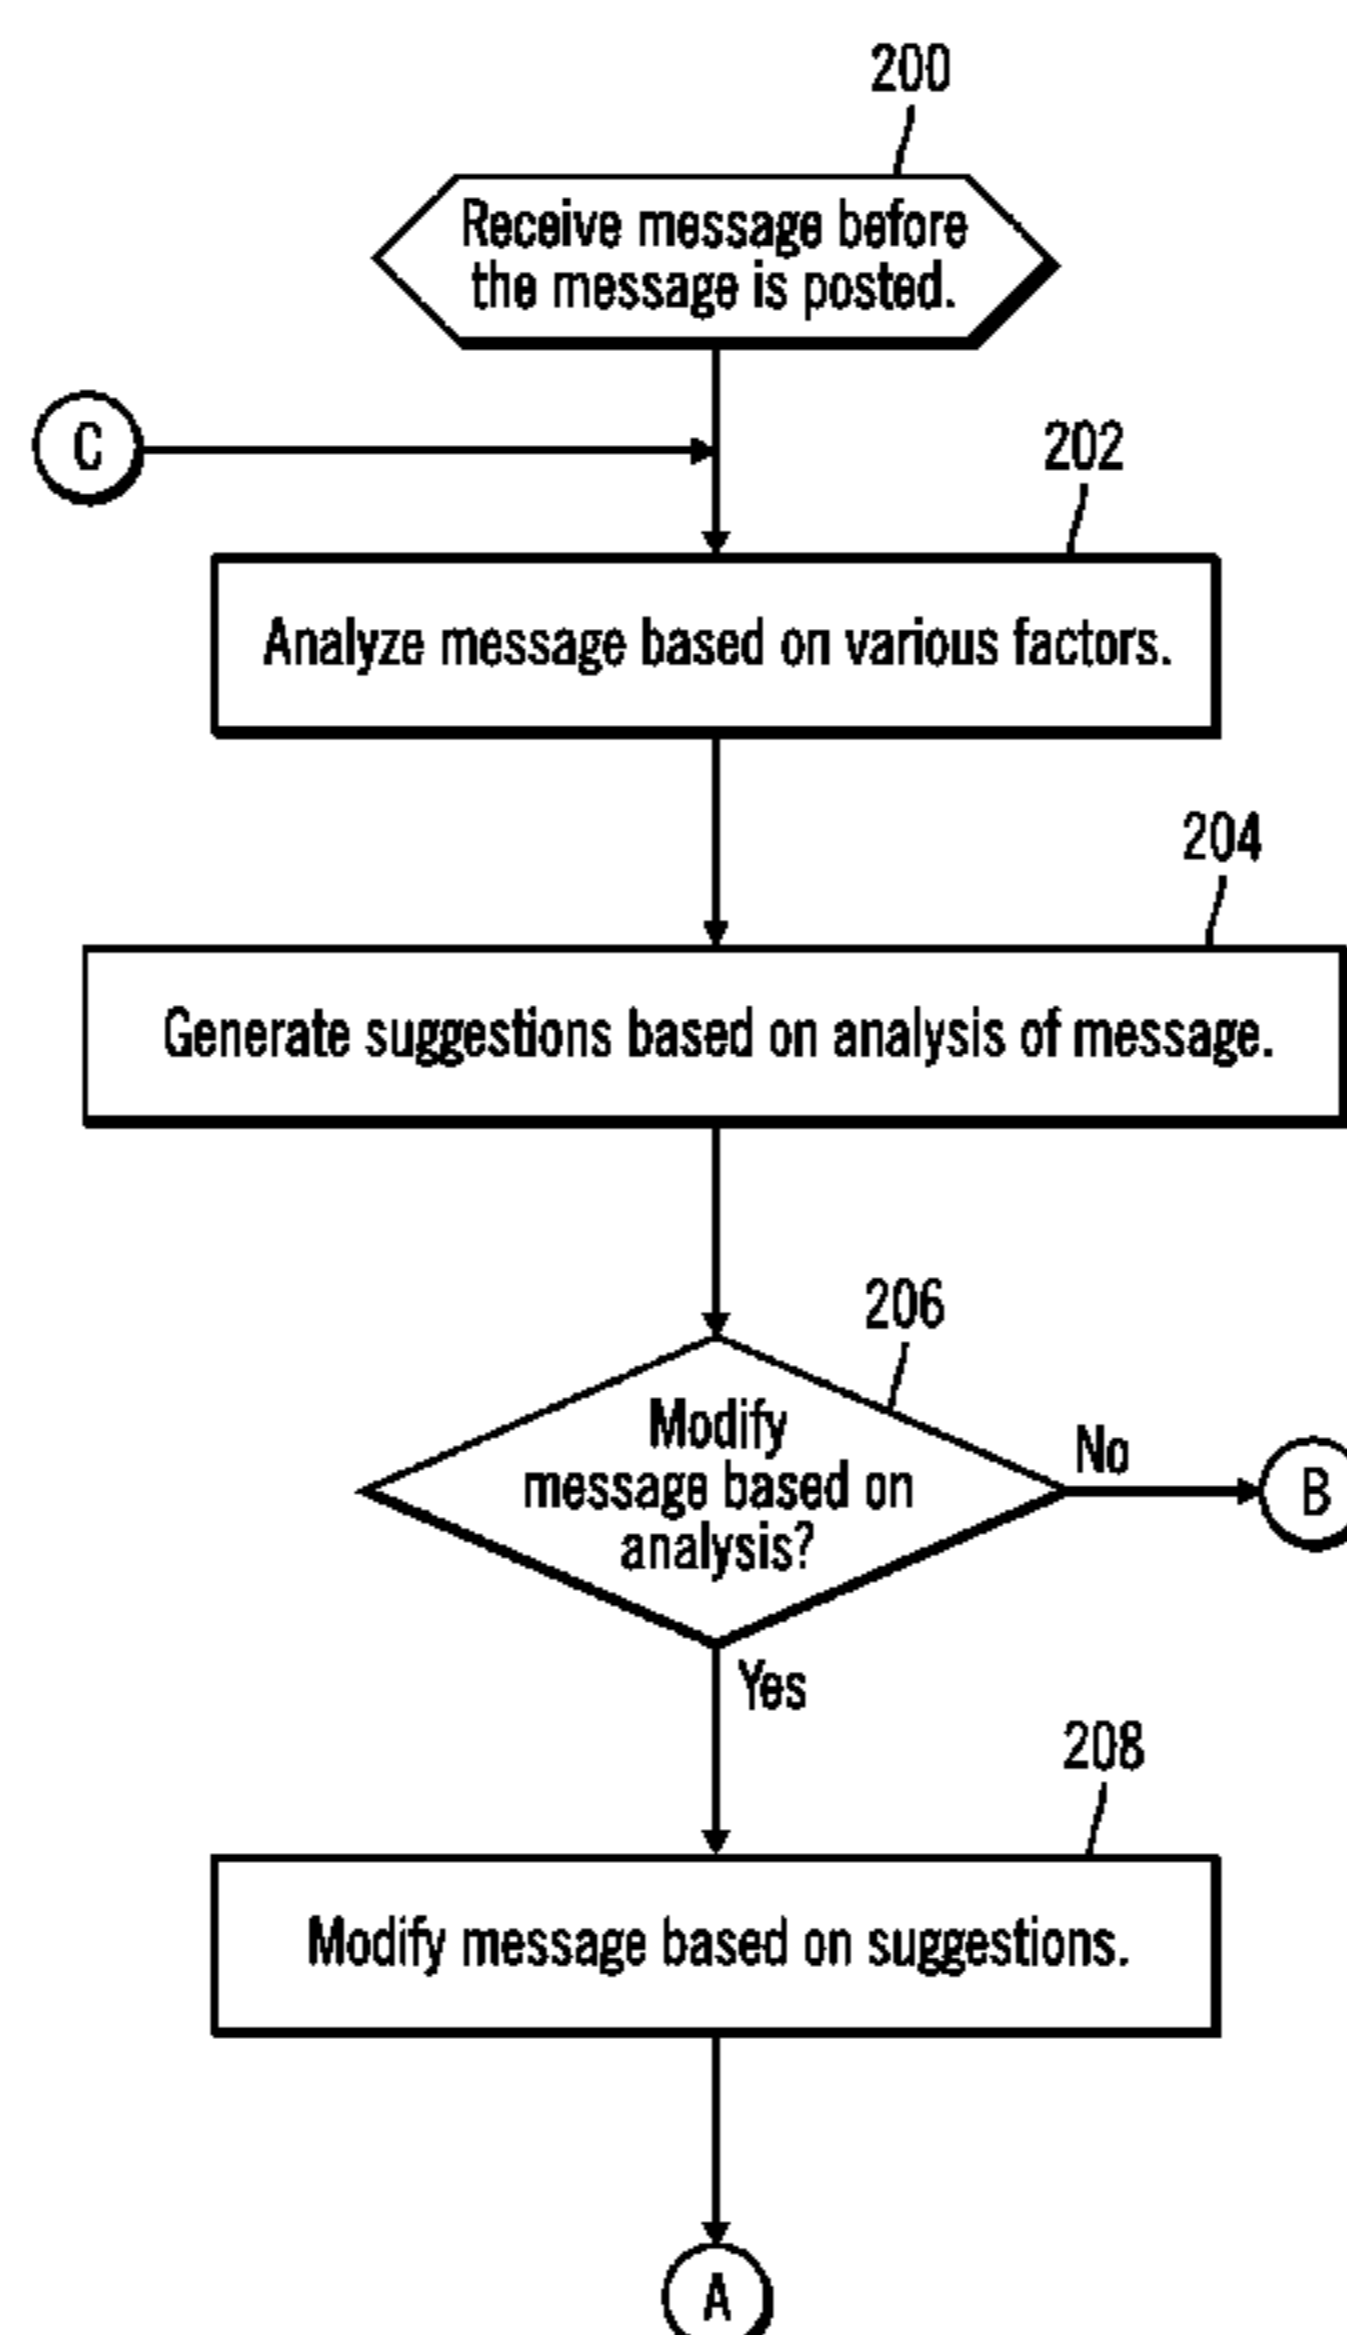 200
Receive message before
the message is posted.
C
202
Analyze message based on various factors.
204
Generate suggestions based on analysis of message.
206
Modify
message based on
analysis?
No
B
Yes
208
Modify message based on suggestions.
A